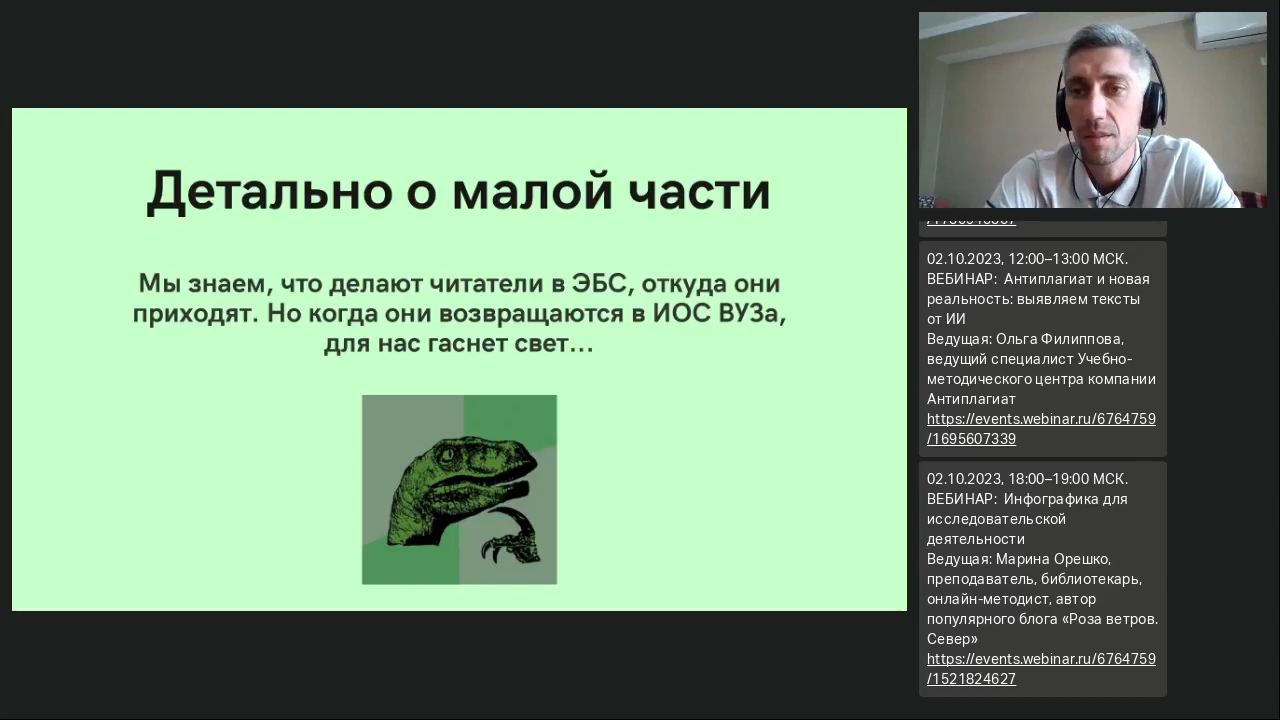 Детально о малой части
Мы знаем, что делают читатели в ЭБС, откуда они
приходят. Но когда они возвращаются в ИОС ВУЗа,
для нас гаснет свет...
02.10.2023, 12:00–13:00 МСК.
ВЕБИНАР: Антиплагиат и новая
реальность: выявляем тексты
от ИИ
Ведущая: Ольга Филиппова,
ведущий специалист Учебно-
методического центра компании
Антиплагиат
https://events.webinar.ru/6764759
/1695607339
02.10.2023, 18:00–19:00 МСК.
ВЕБИНАР: Инфографика для
исследовательской
деятельности
Ведущая: Марина Орешко,
преподаватель, библиотекарь,
онлайн-методист, автор
популярного блога «Роза ветров.
Север»
https://events.webinar.ru/6764759
/1521824627